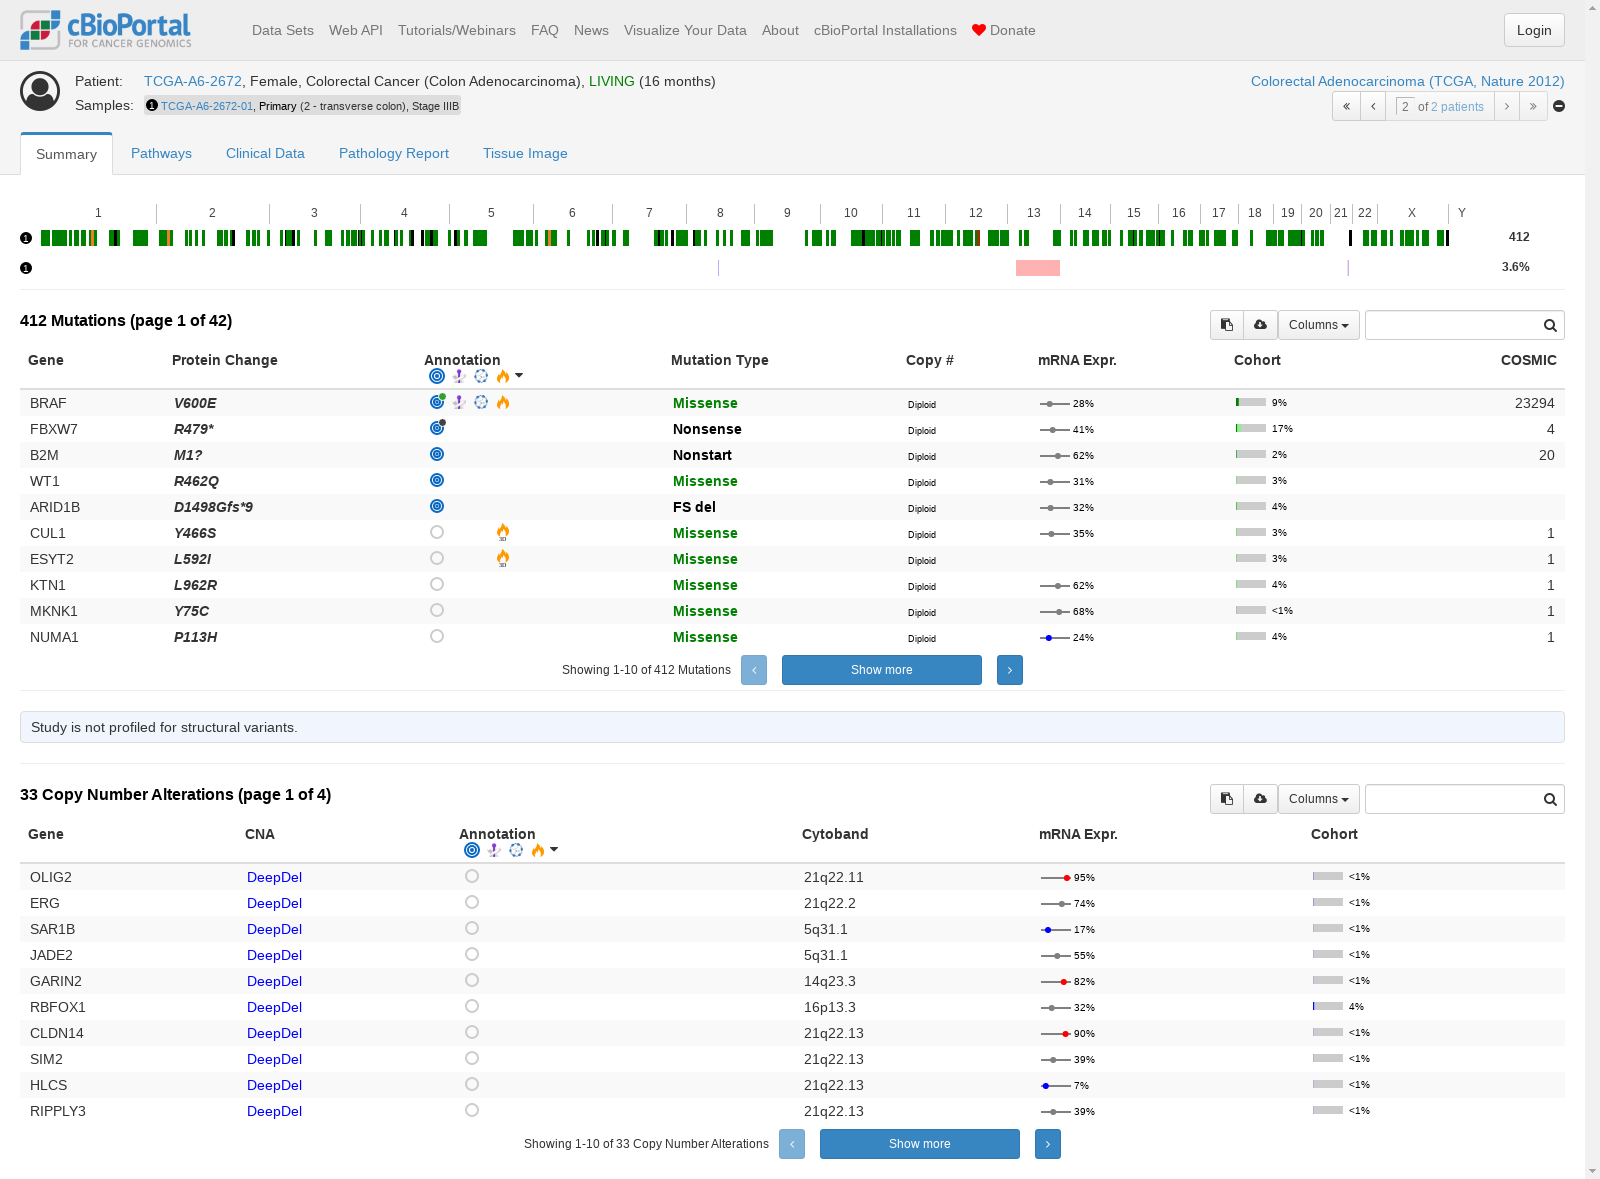 cBioPortal
FOR CANCER GENOMICS
Data Sets Web API Tutorials/Webinars FAQ News Visualize Your Data About cBioPortal Installations Donate
Login
Patient: TCGA-A6-2672, Female, Colorectal Cancer (Colon Adenocarcinoma), LIVING (16 months)
Colorectal Adenocarcinoma (TCGA, Nature 2012)
Samples: 1 TCGA-A6-2672-01, Primary (2 - transverse colon), Stage IIIB
« ‹ 2 of 2 patients › »
Summary Pathways Clinical Data Pathology Report Tissue Image
1 2 3 4 5 6 7 8 9 10 11 12 13 14 15 16 17 18 19 20 21 22 X Y
1 412
1 3.6%
412 Mutations (page 1 of 42)
Columns
Gene Protein Change Annotation Mutation Type Copy # mRNA Expr. Cohort COSMIC
BRAF V600E Missense Diploid 28% 9% 23294
FBXW7 R479* Nonsense Diploid 41% 17% 4
B2M M1? Nonstart Diploid 62% 2% 20
WT1 R462Q Missense Diploid 31% 3%
ARID1B D1498Gfs*9 FS del Diploid 32% 4%
CUL1 Y466S 3D Missense Diploid 35% 3% 1
ESYT2 L592I 3D Missense Diploid 3% 1
KTN1 L962R Missense Diploid 62% 4% 1
MKNK1 Y75C Missense Diploid 68% <1% 1
NUMA1 P113H Missense Diploid 24% 4% 1
Showing 1-10 of 412 Mutations ‹ Show more ›
Study is not profiled for structural variants.
33 Copy Number Alterations (page 1 of 4)
Columns
Gene CNA Annotation Cytoband mRNA Expr. Cohort
OLIG2 DeepDel 21q22.11 95% <1%
ERG DeepDel 21q22.2 74% <1%
SAR1B DeepDel 5q31.1 17% <1%
JADE2 DeepDel 5q31.1 55% <1%
GARIN2 DeepDel 14q23.3 82% <1%
RBFOX1 DeepDel 16p13.3 32% 4%
CLDN14 DeepDel 21q22.13 90% <1%
SIM2 DeepDel 21q22.13 39% <1%
HLCS DeepDel 21q22.13 7% <1%
RIPPLY3 DeepDel 21q22.13 39% <1%
Showing 1-10 of 33 Copy Number Alterations ‹ Show more ›